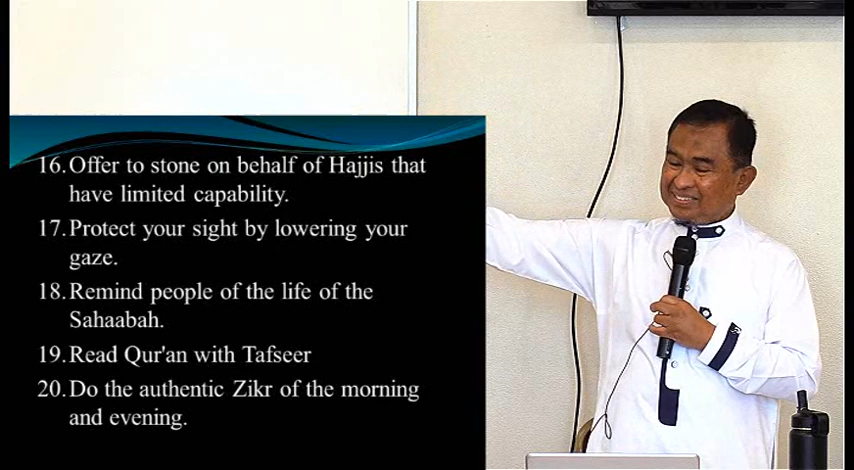 16. Offer to stone on behalf of Hajjis that
have limited capability.
17. Protect your sight by lowering your
gaze.
18. Remind people of the life of the
Sahaabah.
19. Read Qur'an with Tafseer
20. Do the authentic Zikr of the morning
and evening.